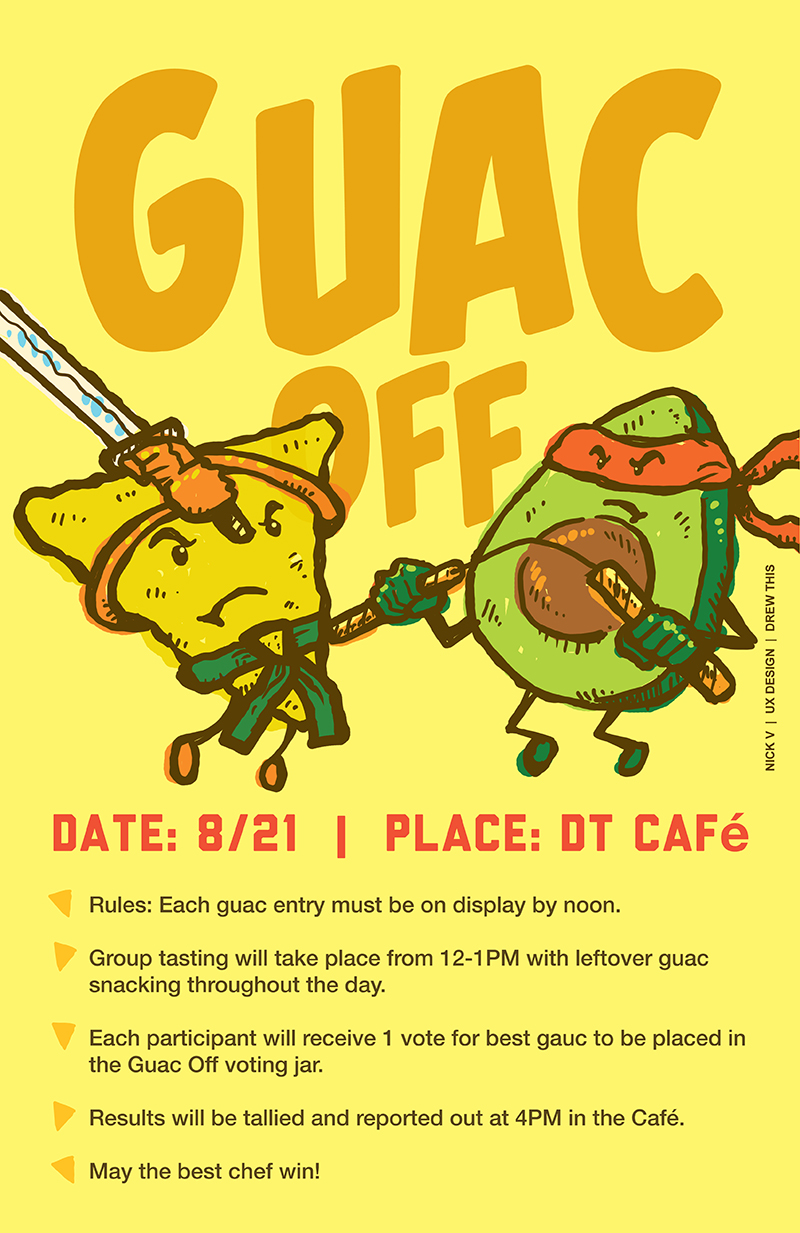 GUAC
OFF
NICK V | UX DESIGN | DREW THIS
DATE: 8/21 | PLACE: DT CAFé
Rules: Each guac entry must be on display by noon.
Group tasting will take place from 12-1PM with leftover guac
snacking throughout the day.
Each participant will receive 1 vote for best gauc to be placed in
the Guac Off voting jar.
Results will be tallied and reported out at 4PM in the Café.
May the best chef win!